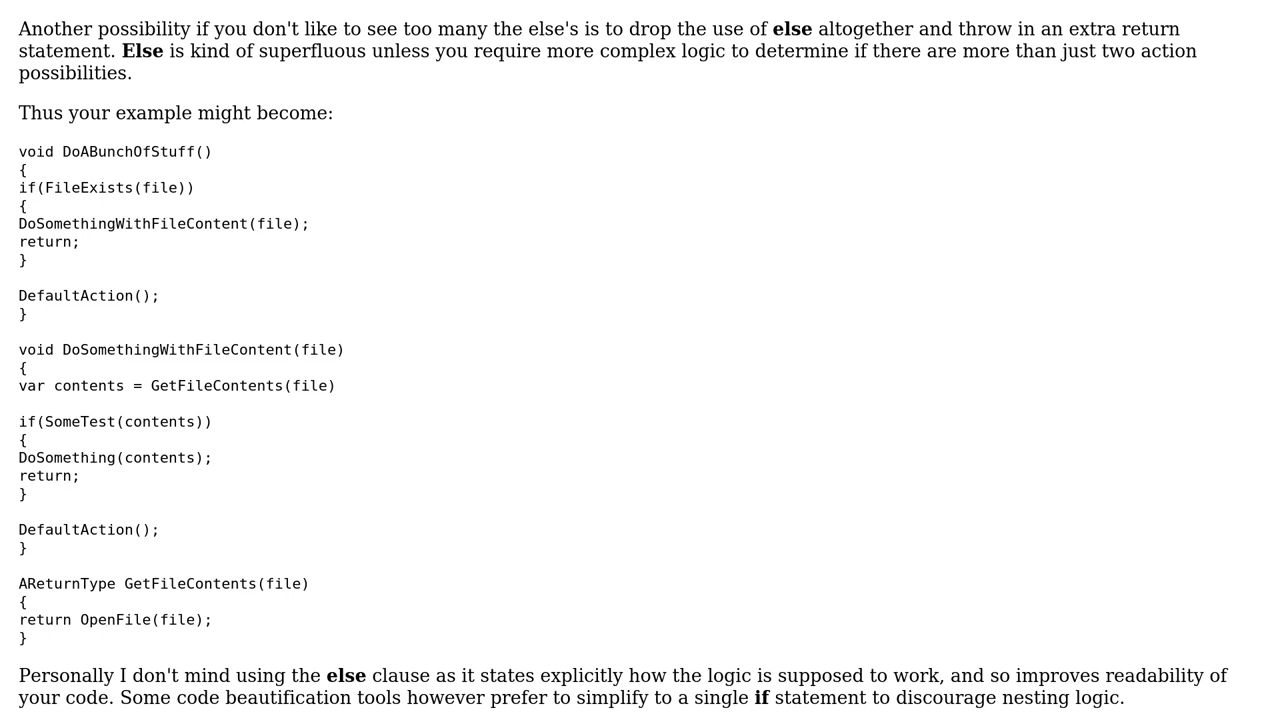 Another possibility if you don't like to see too many the else's is to drop the use of else altogether and throw in an extra return
statement. Else is kind of superfluous unless you require more complex logic to determine if there are more than just two action
possibilities.
Thus your example might become:
void DoABunchOfStuff()
{
if(FileExists(file))
{
DoSomethingWithFileContent(file);
return;
}
DefaultAction();
}
void DoSomethingWithFileContent(file)
{
var contents = GetFileContents(file)
if(SomeTest(contents))
{
DoSomething(contents);
return;
}
DefaultAction();
}
AReturnType GetFileContents(file)
{
return OpenFile(file);
}
Personally I don't mind using the else clause as it states explicitly how the logic is supposed to work, and so improves readability of
your code. Some code beautification tools however prefer to simplify to a single if statement to discourage nesting logic.